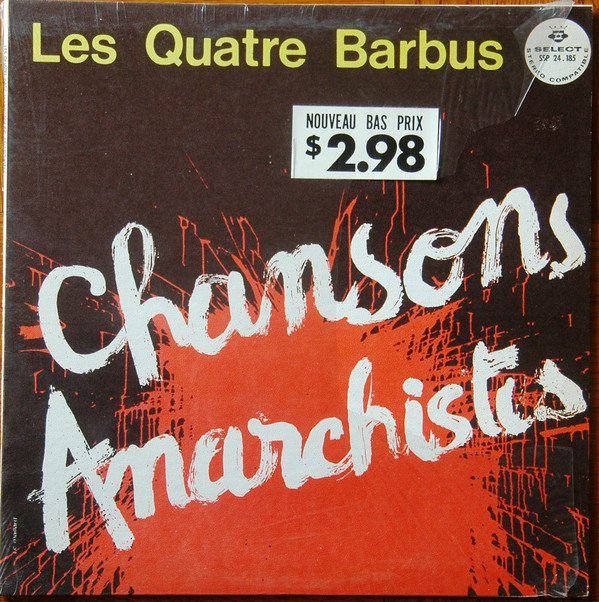 Les Quatre Barbus
SELECT
SSP 24.185
STEREO COMPATIBLE
NOUVEAU BAS PRIX
$2.98
Chansons
Anarchistes